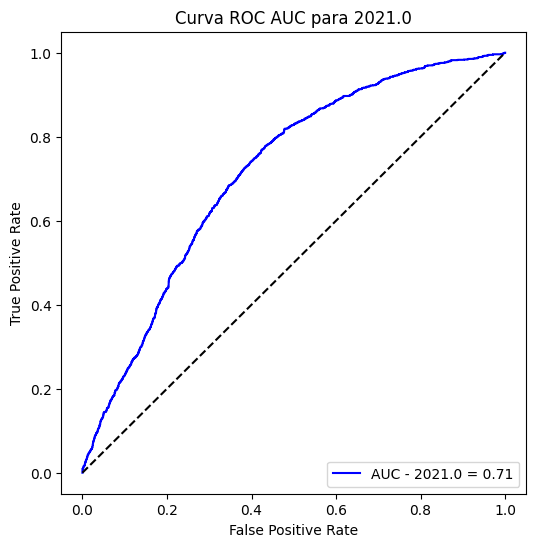 Curva ROC AUC para 2021.0
True Positive Rate
1.0
0.8
0.6
0.4
0.2
0.0
AUC - 2021.0 = 0.71
0.0 0.2 0.4 0.6 0.8 1.0
False Positive Rate